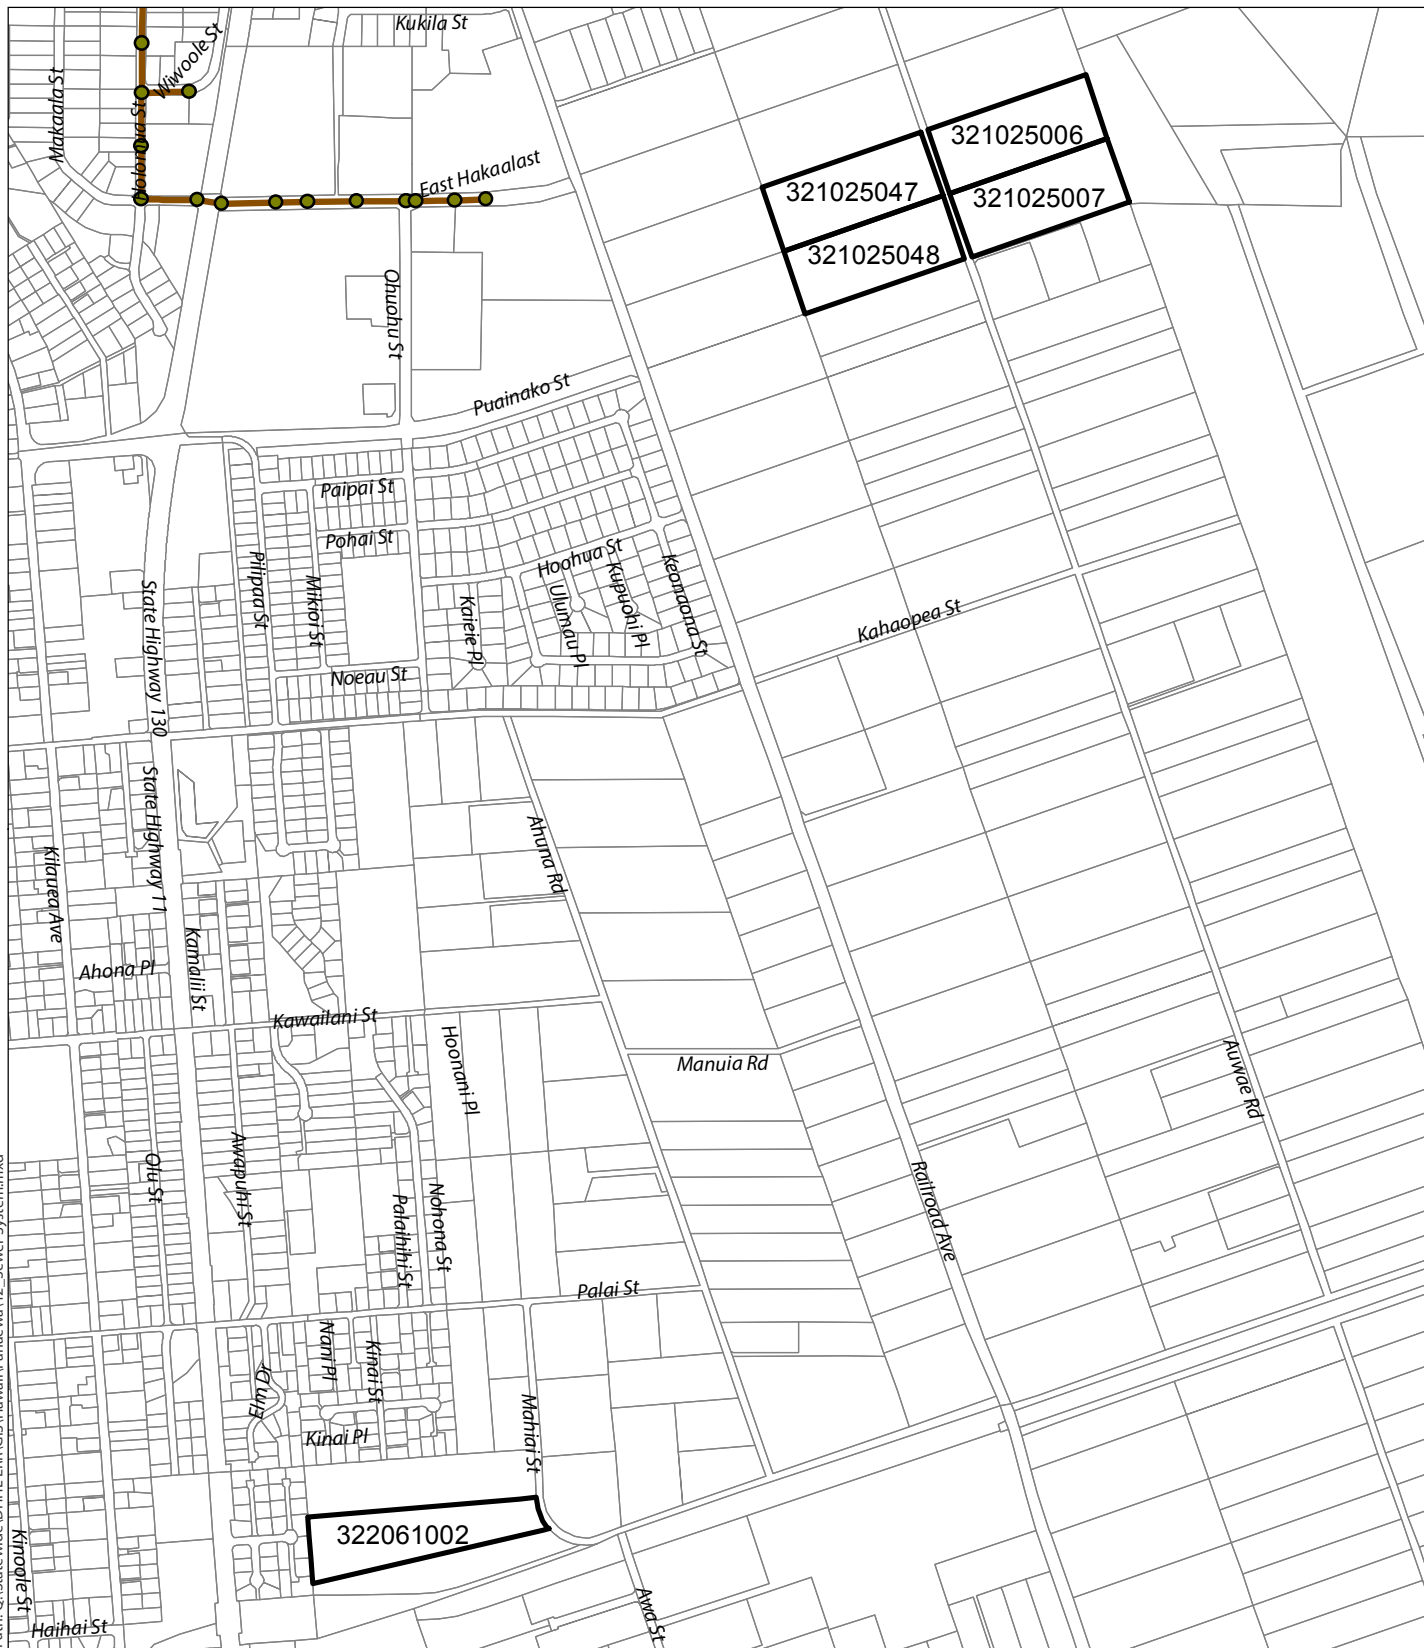 Kukila St
Wiwoole St
Makaala St
East Hakaalast
321025006
321025047
321025007
321025048
Ohuohu St
Puainako St
Paipai St
Pohai St
Hoohua St
Pilipaa St
Mikioi St
Kaieie Pl
Ulumau Pl
Kupuohi Pl
Keonaona St
Kahaopea St
State Highway 130
Noeau St
State Highway 11
Kilauea Ave
Ahuna Rd
Kamalii St
Ahona Pl
Kawailani St
Hoonani Pl
Manuia Rd
Auwae Rd
Olu St
Awapuhi St
Palaihihi St
Nohona St
Railroad Ave
Palai St
Nani Pl
Kinai St
Elm Dr
Kinai Pl
Mahiai St
322061002
Kinoole St
Haihai St
Awa St